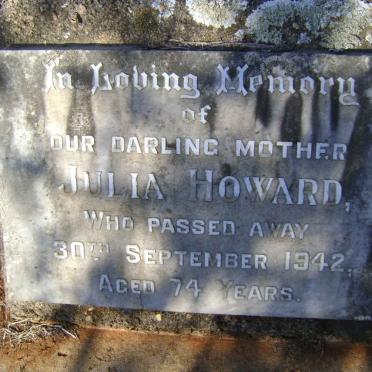 In Loving Memory
of
OUR DARLING MOTHER
JULIA HOWARD,
WHO PASSED AWAY
30TH SEPTEMBER 1942.
AGED 74 YEARS.